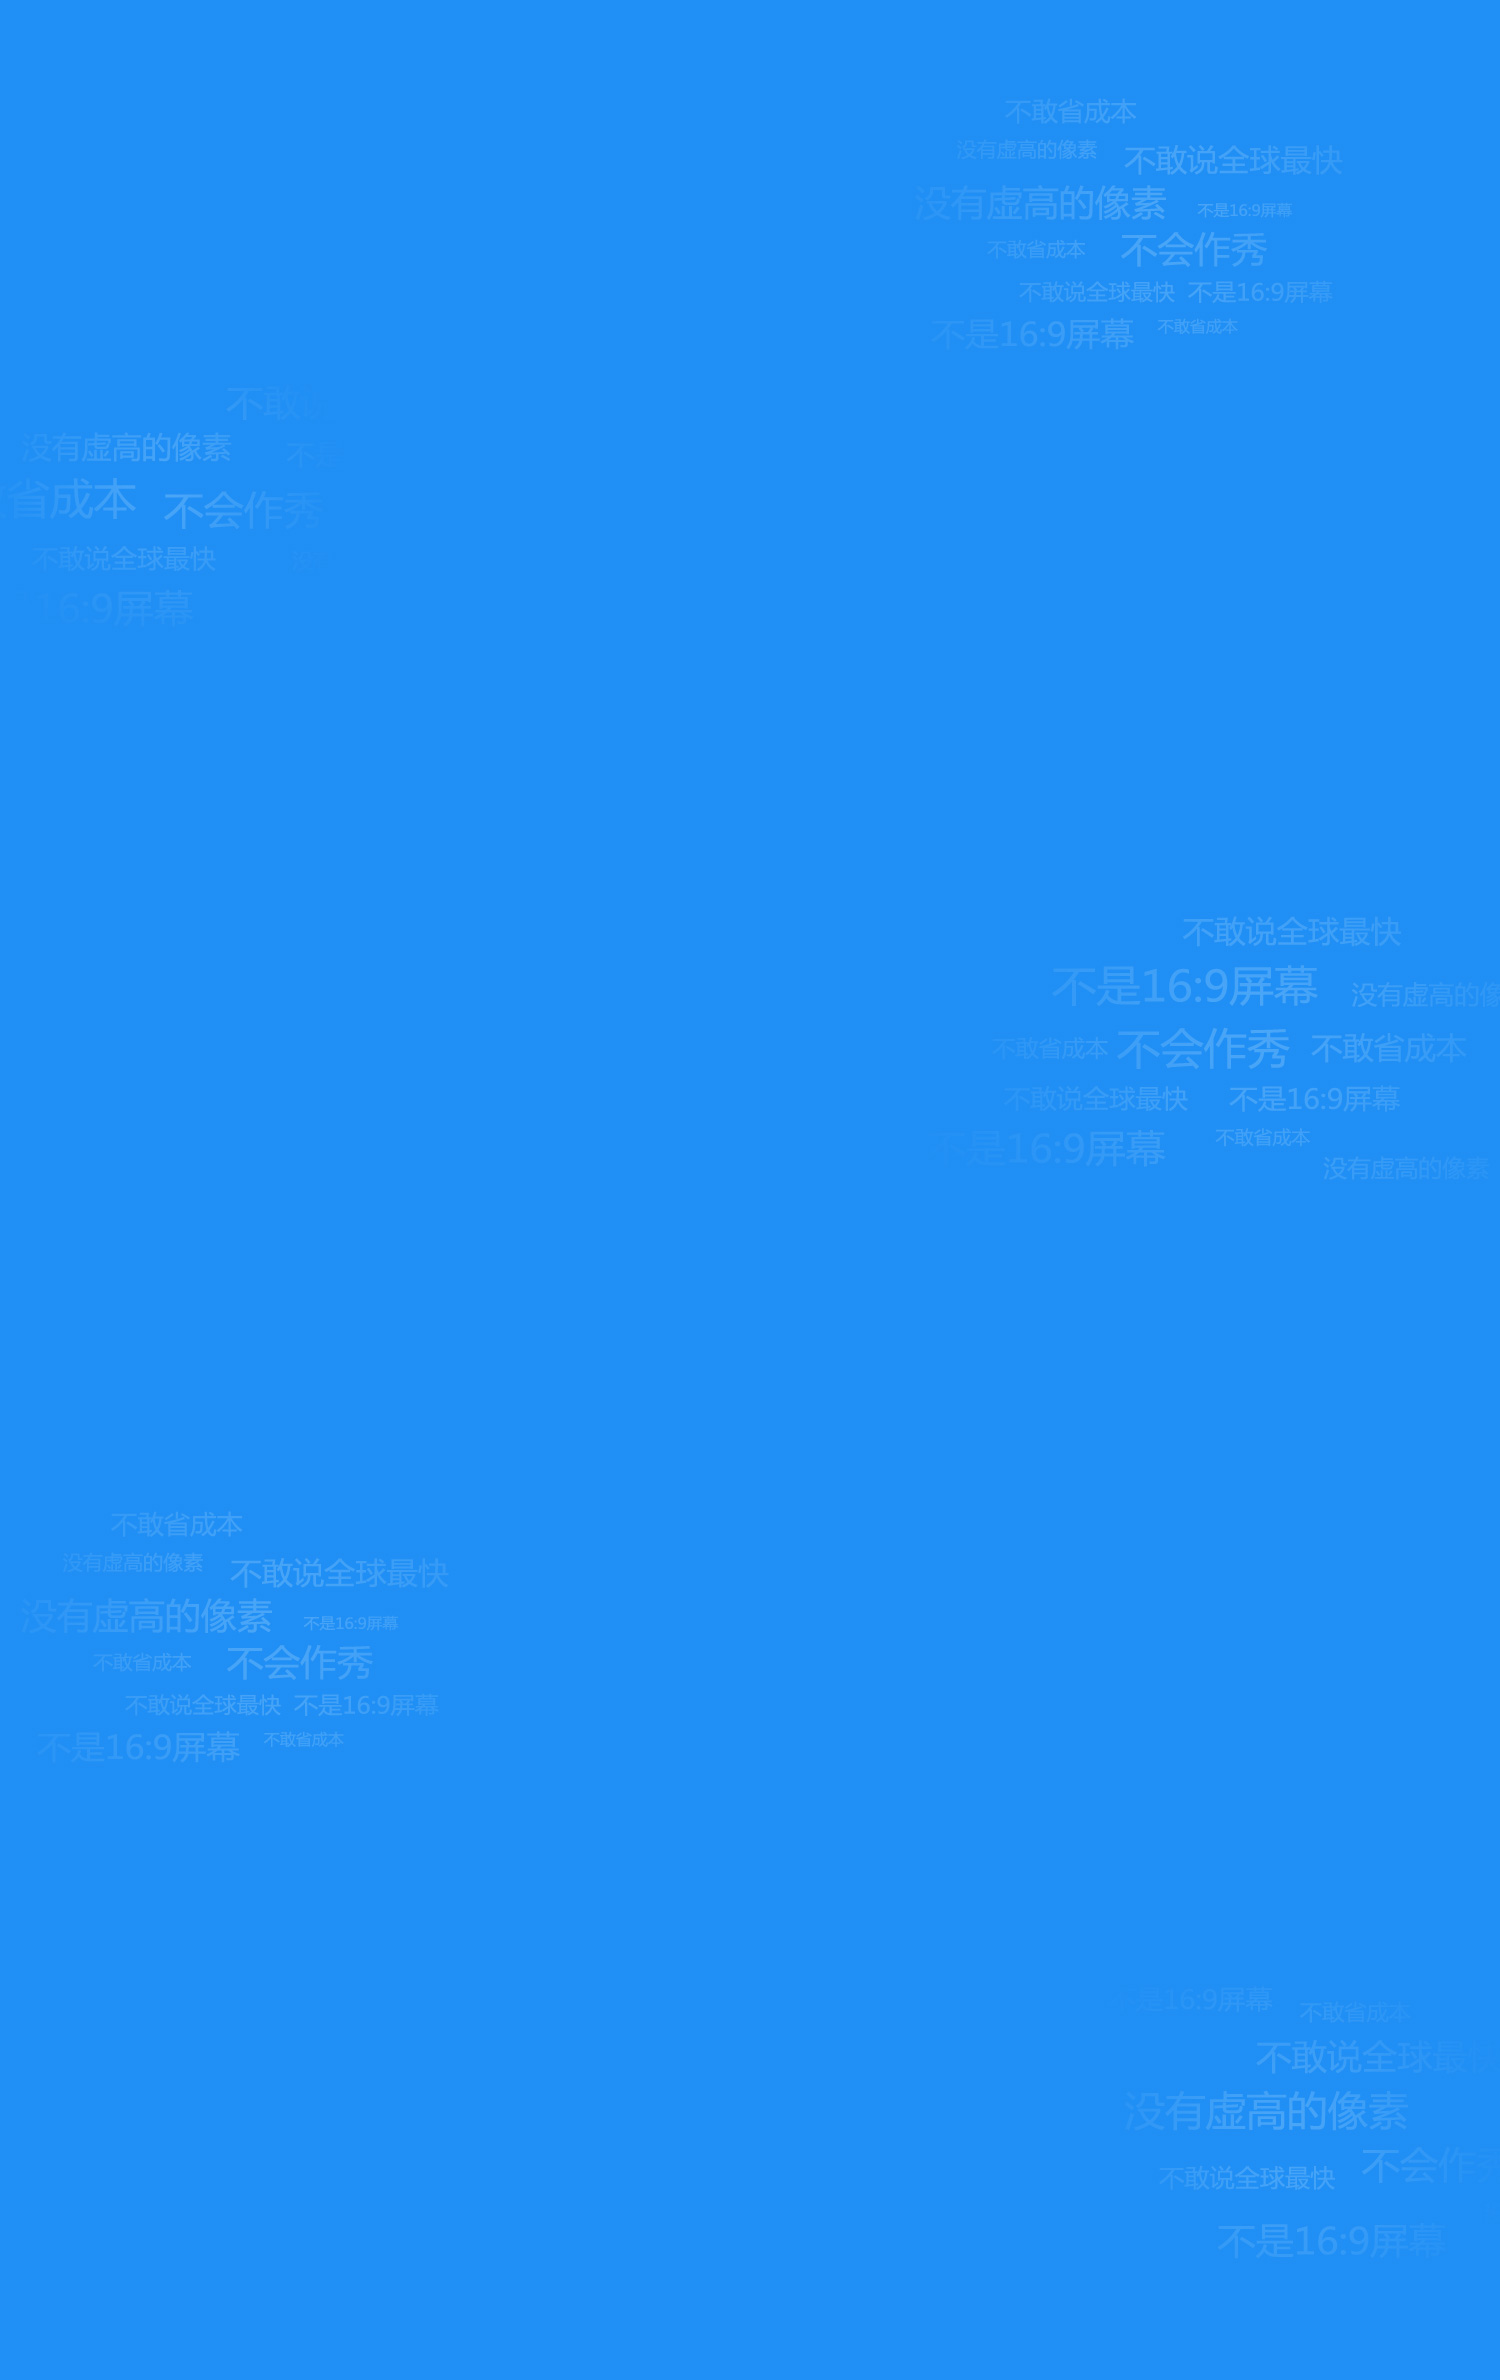 不敢省成本
没有虚高的像素 不敢说全球最快
没有虚高的像素 不是16:9屏幕
不敢省成本 不会作秀
不敢说全球最快 不是16:9屏幕
不是16:9屏幕 不敢省成本
不敢
没有虚高的像素 不是
省成本 不会作秀
不敢说全球最快 没
16:9屏幕
不敢说全球最快
不是16:9屏幕 没有虚高的像
不敢省成本 不会作秀 不敢省成本
不敢说全球最快 不是16:9屏幕
不是16:9屏幕 不敢省成本
没有虚高的像素
不敢省成本
没有虚高的像素 不敢说全球最快
没有虚高的像素 不是16:9屏幕
不敢省成本 不会作秀
不敢说全球最快 不是16:9屏幕
不是16:9屏幕 不敢省成本
是16:9屏幕 不敢省成本
不敢说全球最快
没有虚高的像素
不敢说全球最快 不会作秀
不是16:9屏幕